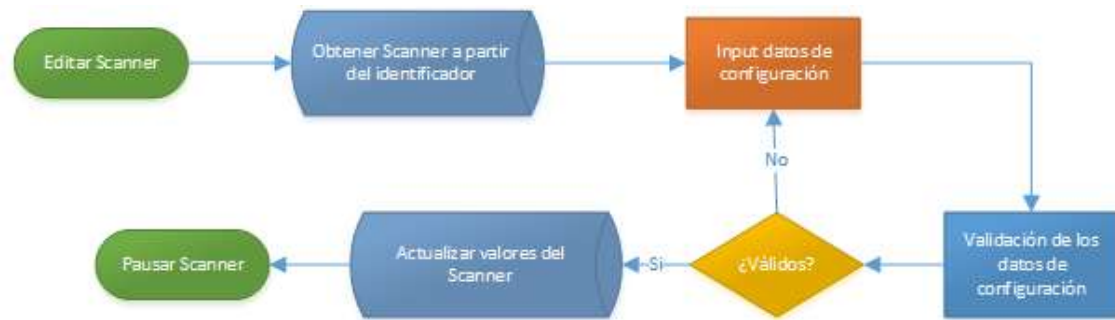 Editar Scanner
Obtener Scanner a partir
del identificador
Input datos de
configuración
No
Validación de los
datos de
configuración
¿Válidos?
Si
Actualizar valores del
Scanner
Pausar Scanner